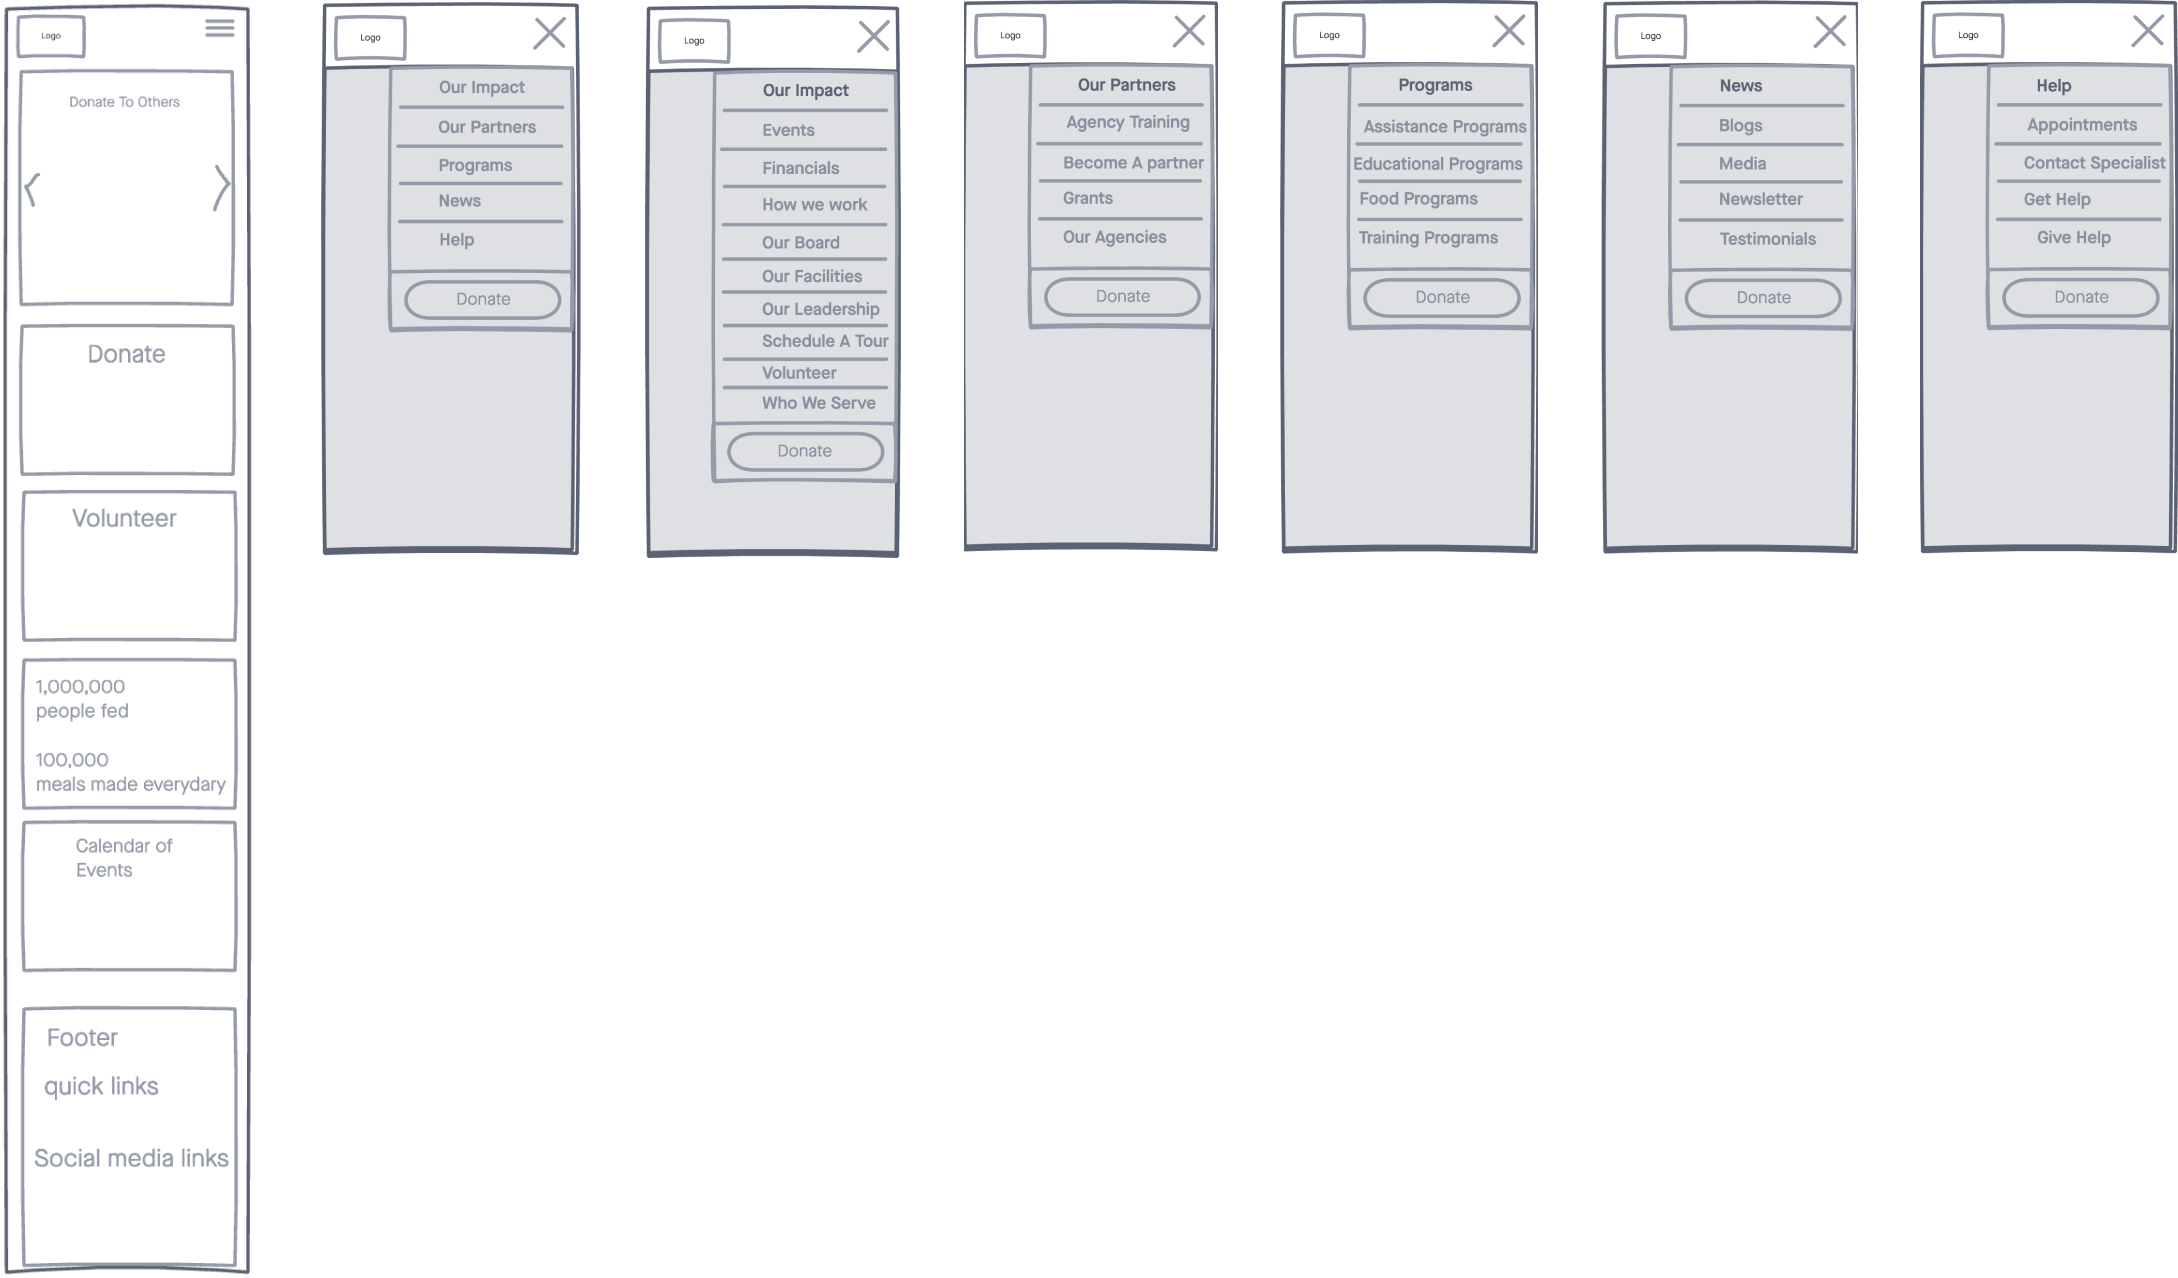 Logo
Donate To Others
Donate
Volunteer
1,000,000
people fed
100,000
meals made everydary
Calendar of
Events
Footer
quick links
Social media links
Logo
Our Impact
Our Partners
Programs
News
Help
Donate
Logo
Our Impact
Events
Financials
How we work
Our Board
Our Facilities
Our Leadership
Schedule A Tour
Volunteer
Who We Serve
Donate
Logo
Our Partners
Agency Training
Become A partner
Grants
Our Agencies
Donate
Logo
Programs
Assistance Programs
Educational Programs
Food Programs
Training Programs
Donate
Logo
News
Blogs
Media
Newsletter
Testimonials
Donate
Logo
Help
Appointments
Contact Specialist
Get Help
Give Help
Donate